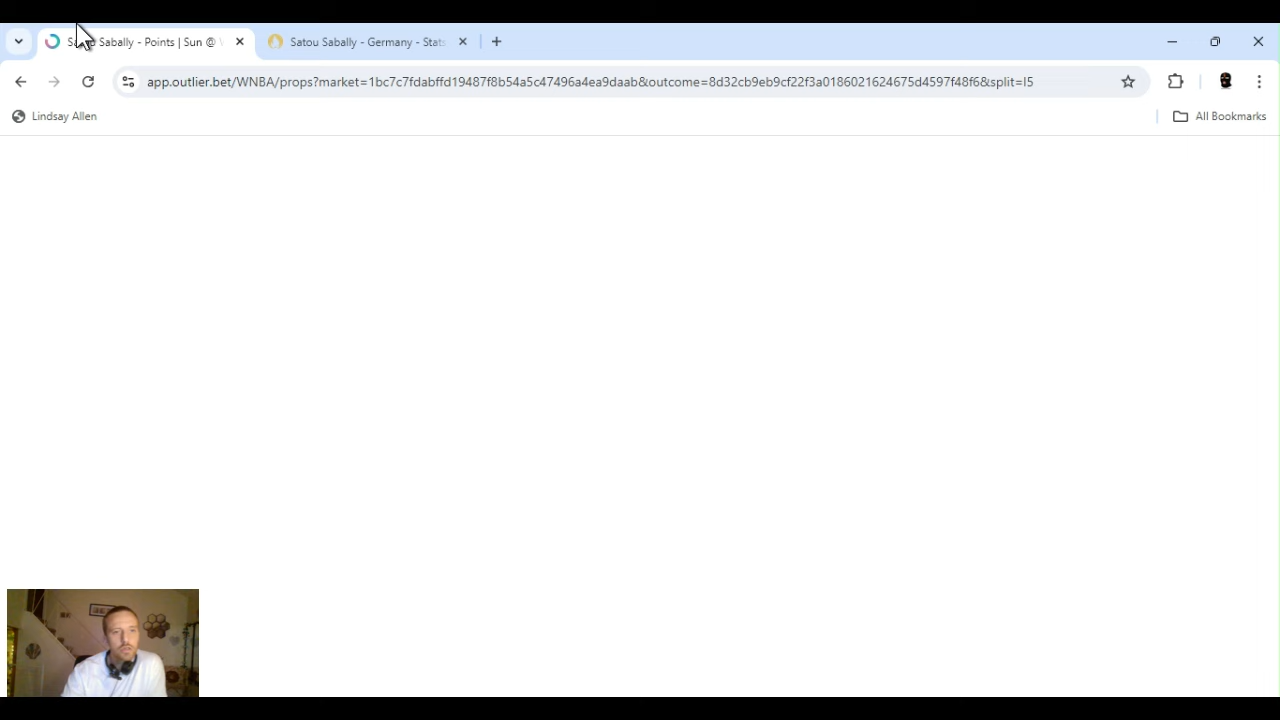 Sabally - Points | Sun @
Satou Sabally - Germany - Stats
app.outlier.bet/WNBA/props?market=1bc7c7fdabffd19487f8b54a5c47496a4ea9daab&outcome=8d32cb9eb9cf22f3a0186021624675d4597f48f6&split=l5
Lindsay Allen
All Bookmarks